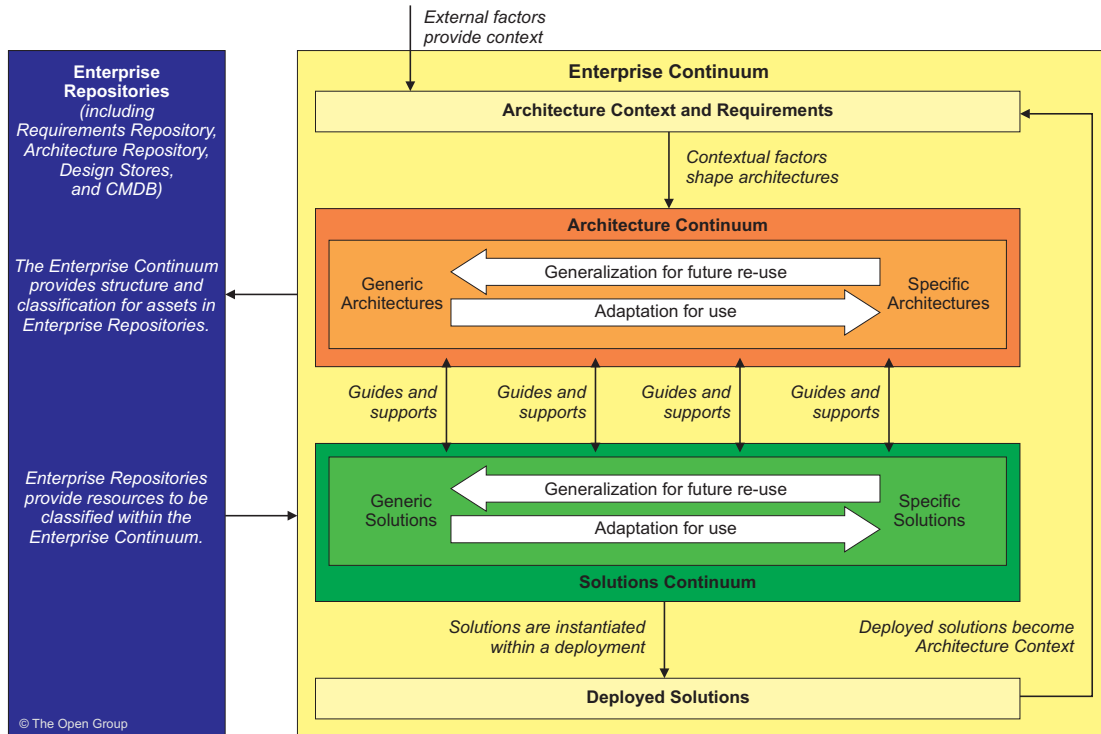 External factors
provide context
Enterprise
Repositories
(including
Requirements Repository,
Architecture Repository,
Design Stores,
and CMDB)
The Enterprise Continuum
provides structure and
classification for assets in
Enterprise Repositories.
Enterprise Repositories
provide resources to be
classified within the
Enterprise Continuum.
© The Open Group
Enterprise Continuum
Architecture Context and Requirements
Contextual factors
shape architectures
Architecture Continuum
Generic
Architectures
Generalization for future re-use
Adaptation for use
Specific
Architectures
Guides and
supports
Guides and
supports
Guides and
supports
Guides and
supports
Generic
Solutions
Generalization for future re-use
Adaptation for use
Specific
Solutions
Solutions Continuum
Solutions are instantiated
within a deployment
Deployed solutions become
Architecture Context
Deployed Solutions